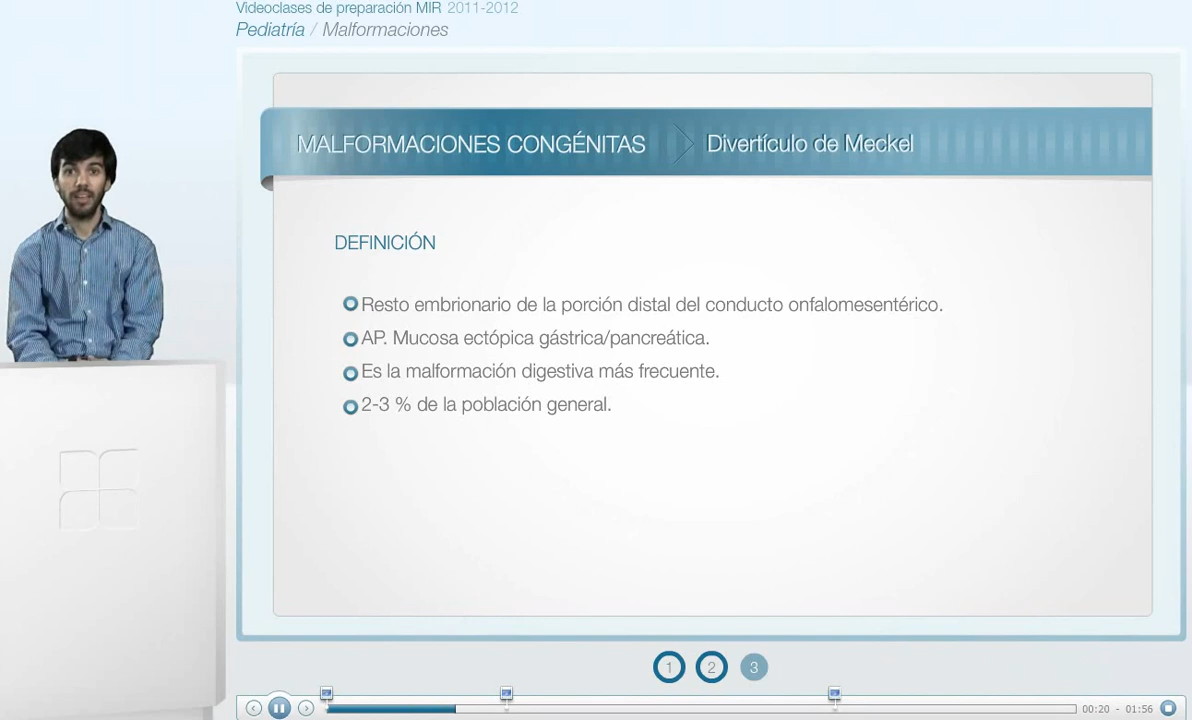 Videoclases de preparación MIR 2011-2012
Pediatría / Malformaciones
MALFORMACIONES CONGÉNITAS Divertículo de Meckel
DEFINICIÓN
Resto embrionario de la porción distal del conducto onfalomesentérico.
AP. Mucosa ectópica gástrica/pancreática.
Es la malformación digestiva más frecuente.
2-3 % de la población general.
1 2 3
00:20 - 01:56